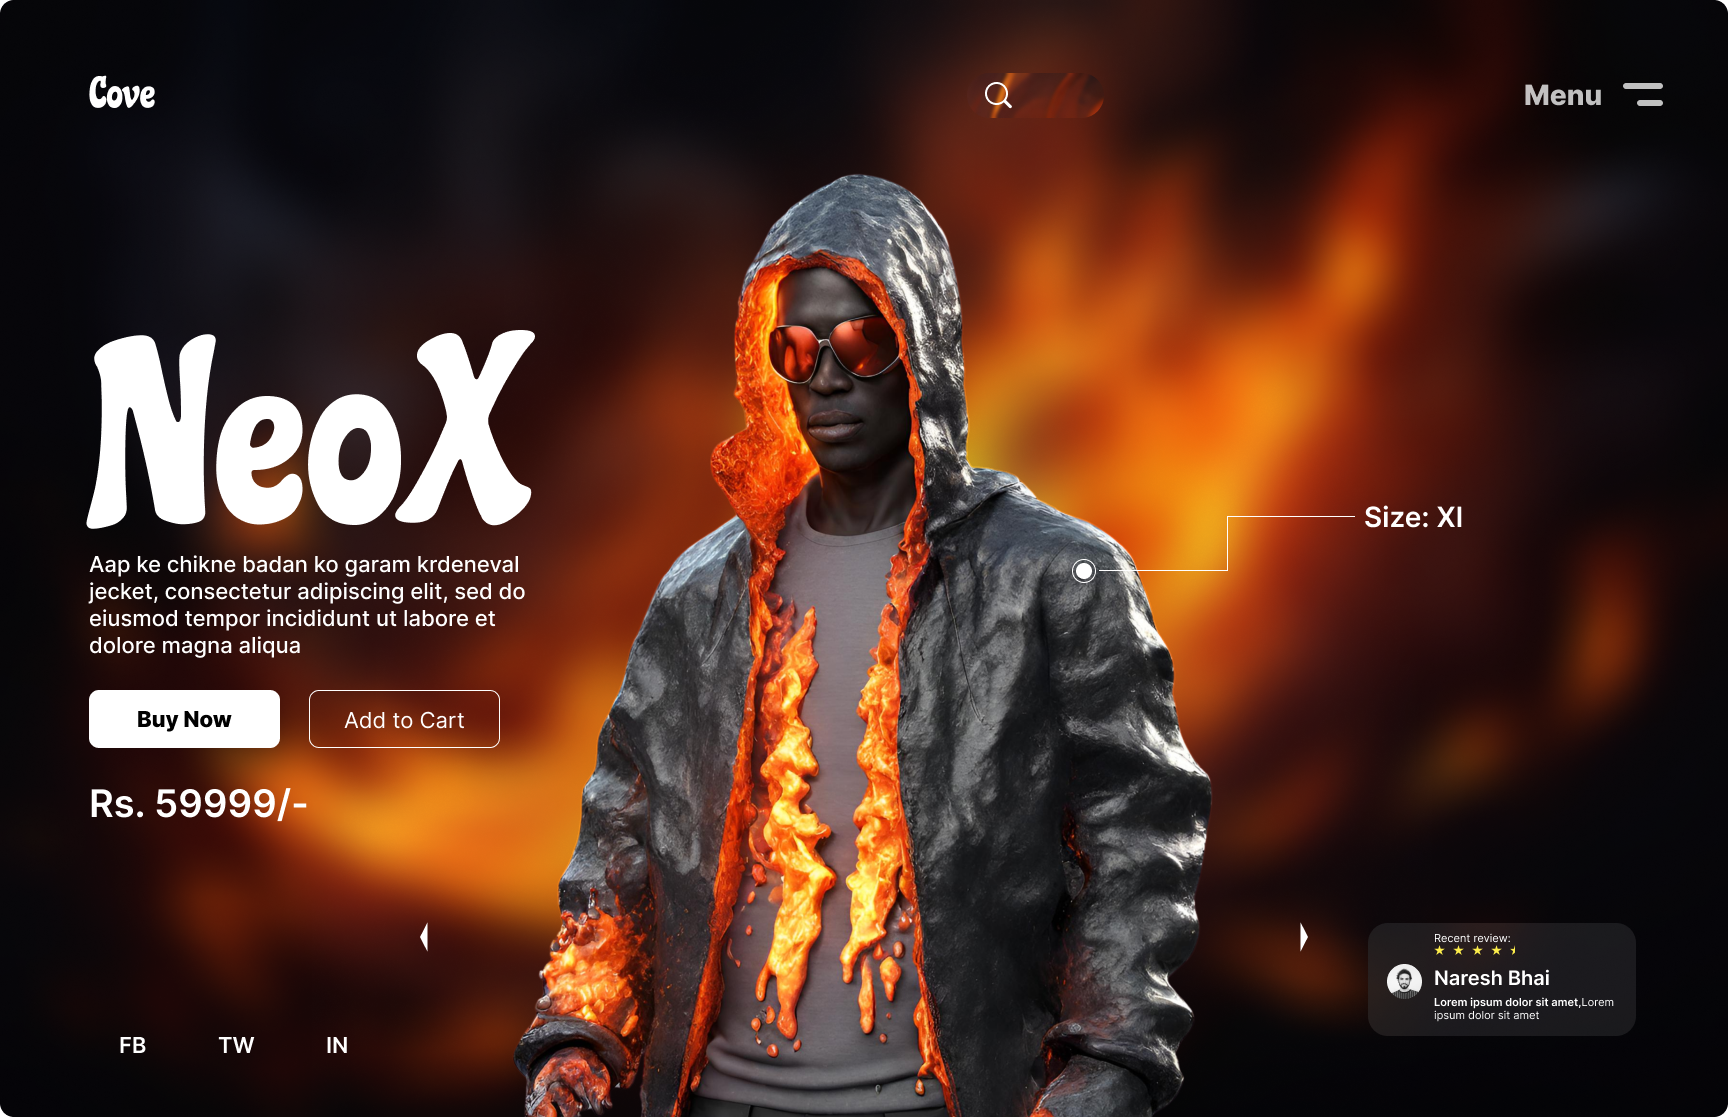 Cove
Menu
NeoX
Aap ke chikne badan ko garam krdeneval
jecket, consectetur adipiscing elit, sed do
eiusmod tempor incididunt ut labore et
dolore magna aliqua
Buy Now
Add to Cart
Rs. 59999/-
Size: Xl
Recent review:
Naresh Bhai
Lorem ipsum dolor sit amet,Lorem
ipsum dolor sit amet
FB
TW
IN